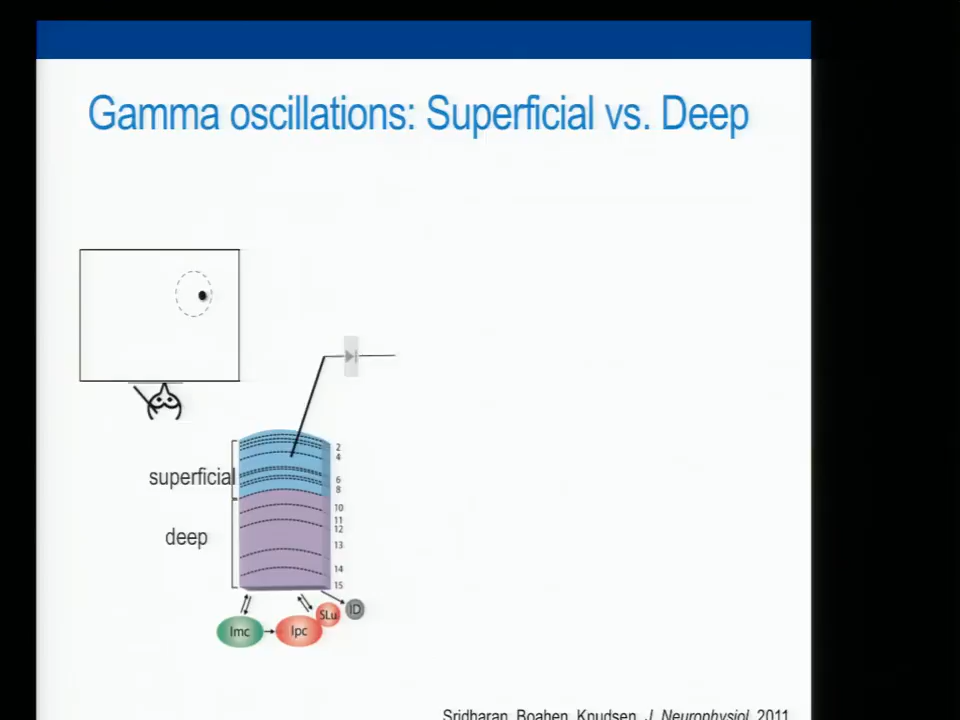 Gamma oscillations: Superficial vs. Deep
superficial
deep
2
4
6
8
10
11
12
13
14
15
SLu
ID
Imc
Ipc
Sridharan, Boahen, Knudsen, J. Neurophysiol. 2011